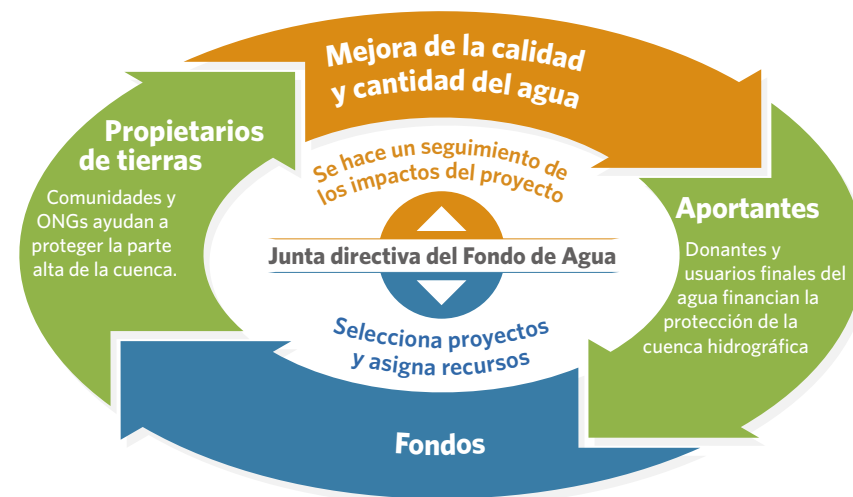 Mejora de la calidad
y cantidad del agua
Propietarios
de tierras
Comunidades y
ONGs ayudan a
proteger la parte
alta de la cuenca.
Se hace un seguimiento de
los impactos del proyecto
Junta directiva del Fondo de Agua
Selecciona proyectos
y asigna recursos
Aportantes
Donantes y
usuarios finales del
agua financian la
protección de la
cuenca hidrográfica
Fondos